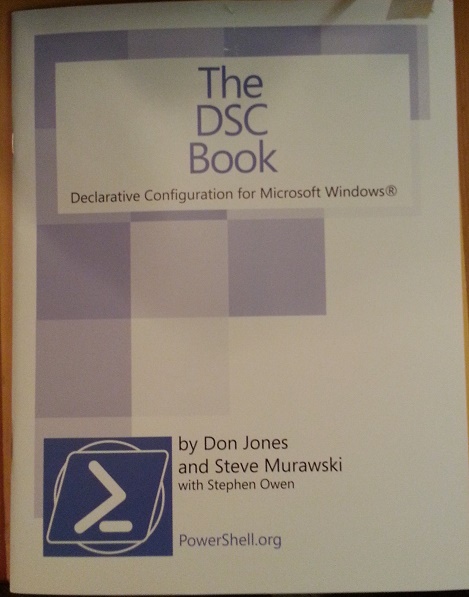 The
DSC
Book
Declarative Configuration for Microsoft Windows®
by Don Jones
and Steve Murawski
with Stephen Owen
PowerShell.org